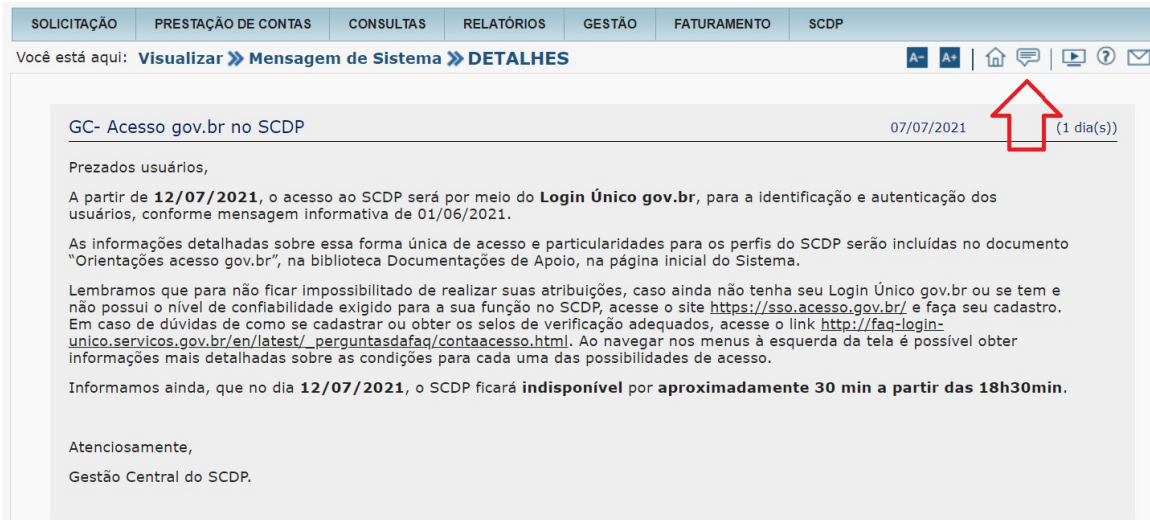 SOLICITAÇÃO PRESTAÇÃO DE CONTAS CONSULTAS RELATÓRIOS GESTÃO FATURAMENTO SCDP
Você está aqui: Visualizar » Mensagem de Sistema » DETALHES A- A+ | | ?
GC- Acesso gov.br no SCDP 07/07/2021 (1 dia(s))
Prezados usuários,
A partir de 12/07/2021, o acesso ao SCDP será por meio do Login Único gov.br, para a identificação e autenticação dos
usuários, conforme mensagem informativa de 01/06/2021.
As informações detalhadas sobre essa forma única de acesso e particularidades para os perfis do SCDP serão incluídas no documento
“Orientações acesso gov.br”, na biblioteca Documentações de Apoio, na página inicial do Sistema.
Lembramos que para não ficar impossibilitado de realizar suas atribuições, caso ainda não tenha seu Login Único gov.br ou se tem e
não possui o nível de confiabilidade exigido para a sua função no SCDP, acesse o site https://sso.acesso.gov.br/ e faça seu cadastro.
Em caso de dúvidas de como se cadastrar ou obter os selos de verificação adequados, acesse o link http://faq-login-
unico.servicos.gov.br/en/latest/_perguntasdafaq/contaacesso.html. Ao navegar nos menus à esquerda da tela é possível obter
informações mais detalhadas sobre as condições para cada uma das possibilidades de acesso.
Informamos ainda, que no dia 12/07/2021, o SCDP ficará indisponível por aproximadamente 30 min a partir das 18h30min.
Atenciosamente,
Gestão Central do SCDP.